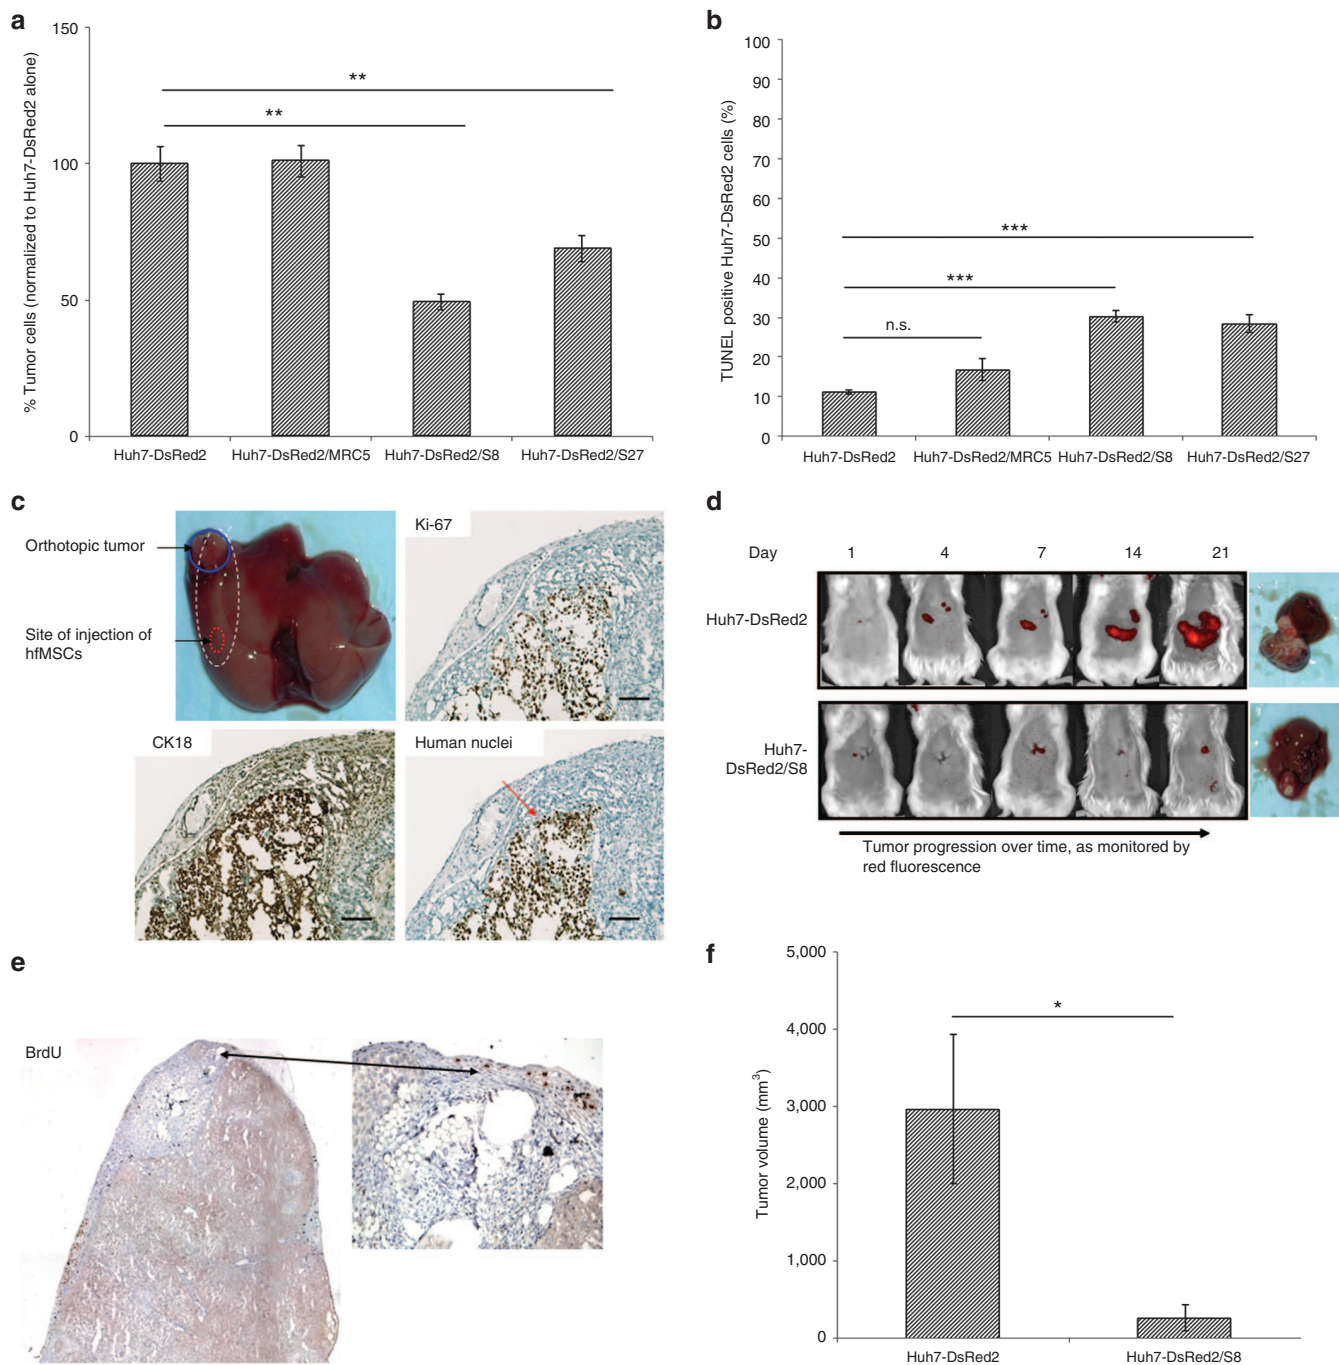 a
% Tumor cells (normalized to Huh7-DsRed2 alone)
150
100
50
0
**
**
Huh7-DsRed2
Huh7-DsRed2/MRC5
Huh7-DsRed2/S8
Huh7-DsRed2/S27
b
TUNEL positive Huh7-DsRed2 cells (%)
100
90
80
70
60
50
40
30
20
10
0
***
***
n.s.
Huh7-DsRed2
Huh7-DsRed2/MRC5
Huh7-DsRed2/S8
Huh7-DsRed2/S27
c
Orthotopic tumor
Site of injection of
hfMSCs
Ki-67
CK18
Human nuclei
d
Day 1 4 7 14 21
Huh7-DsRed2
Huh7-
DsRed2/S8
Tumor progression over time, as monitored by
red fluorescence
e
BrdU
f
Tumor volume (mm³)
5,000
4,000
3,000
2,000
1,000
0
*
Huh7-DsRed2
Huh7-DsRed2/S8